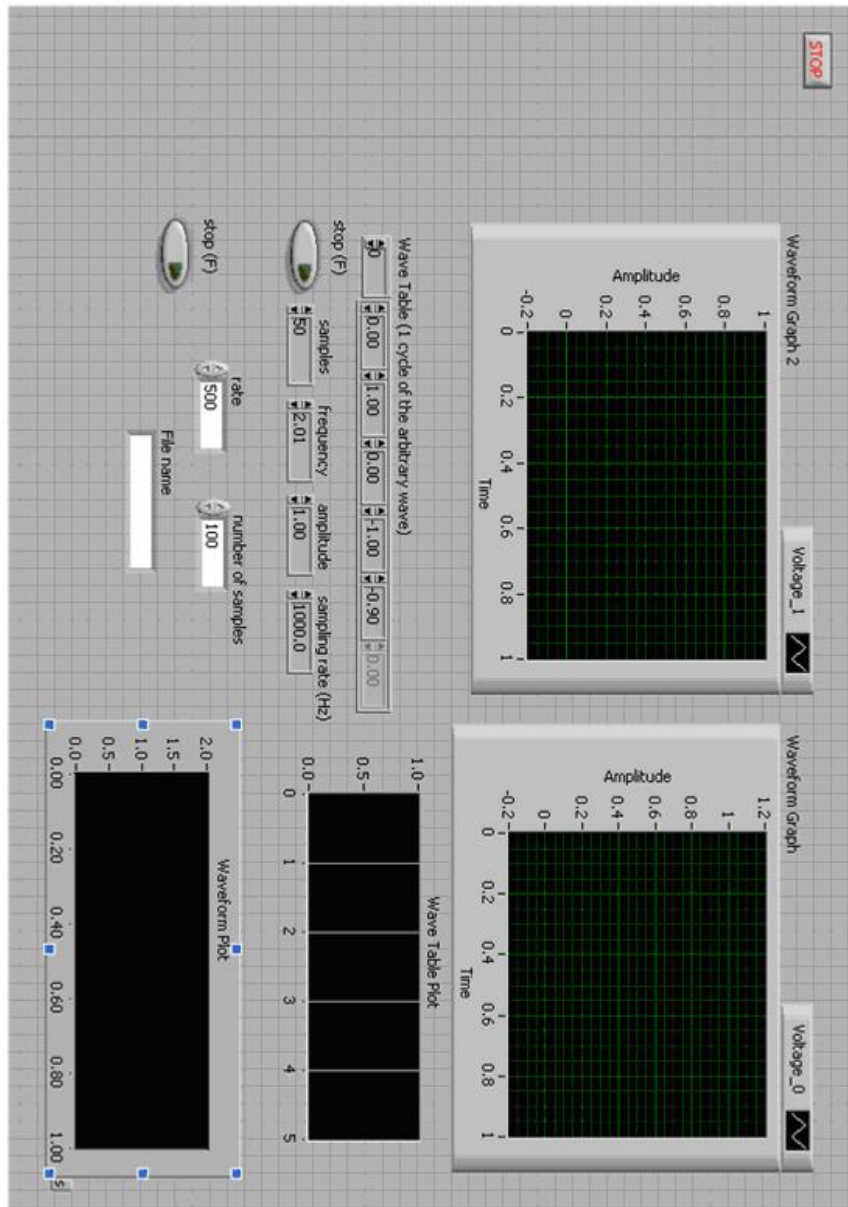 STOP
Waveform Graph 2
Voltage_1
Amplitude
1
0.8
0.6
0.4
0.2
0
-0.2
0 0.2 0.4 0.6 0.8 1
Time
Waveform Graph
Voltage_0
Amplitude
1.2
1
0.8
0.6
0.4
0.2
0
-0.2
0 0.2 0.4 0.6 0.8 1
Time
Wave Table (1 cycle of the arbitrary wave)
0 0.00 1.00 0.00 -1.00 -0.90 0.00
stop (F) samples frequency amplitude sampling rate (Hz)
50 2.01 1.00 1000.0
Wave Table Plot
1.0
0.5
0.0
0 1 2 3 4 5
stop (F)
rate number of samples
500 100
File name
Waveform Plot
2.0
1.5
1.0
0.5
0.0
0.00 0.20 0.40 0.60 0.80 1.00
s